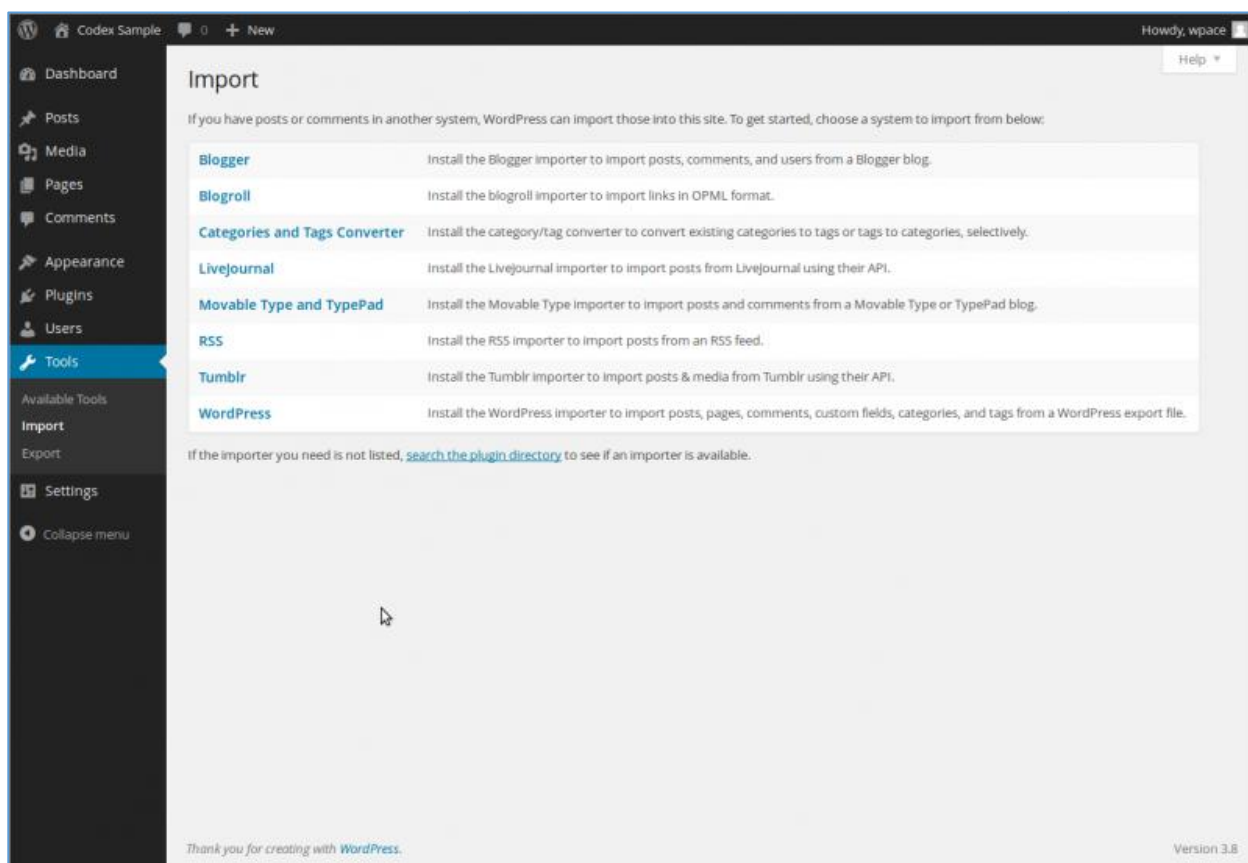 Codex Sample 0 + New Howdy, wpace
Help
Dashboard
Posts
Media
Pages
Comments
Appearance
Plugins
Users
Tools
Available Tools
Import
Export
Settings
Collapse menu
Import
If you have posts or comments in another system, WordPress can import those into this site. To get started, choose a system to import from below:
Blogger Install the Blogger importer to import posts, comments, and users from a Blogger blog.
Blogroll Install the blogroll importer to import links in OPML format.
Categories and Tags Converter Install the category/tag converter to convert existing categories to tags or tags to categories, selectively.
LiveJournal Install the LiveJournal importer to import posts from LiveJournal using their API.
Movable Type and TypePad Install the Movable Type importer to import posts and comments from a Movable Type or TypePad blog.
RSS Install the RSS importer to import posts from an RSS feed.
Tumblr Install the Tumblr importer to import posts & media from Tumblr using their API.
WordPress Install the WordPress importer to import posts, pages, comments, custom fields, categories, and tags from a WordPress export file.
If the importer you need is not listed, search the plugin directory to see if an importer is available.
Thank you for creating with WordPress. Version 3.8